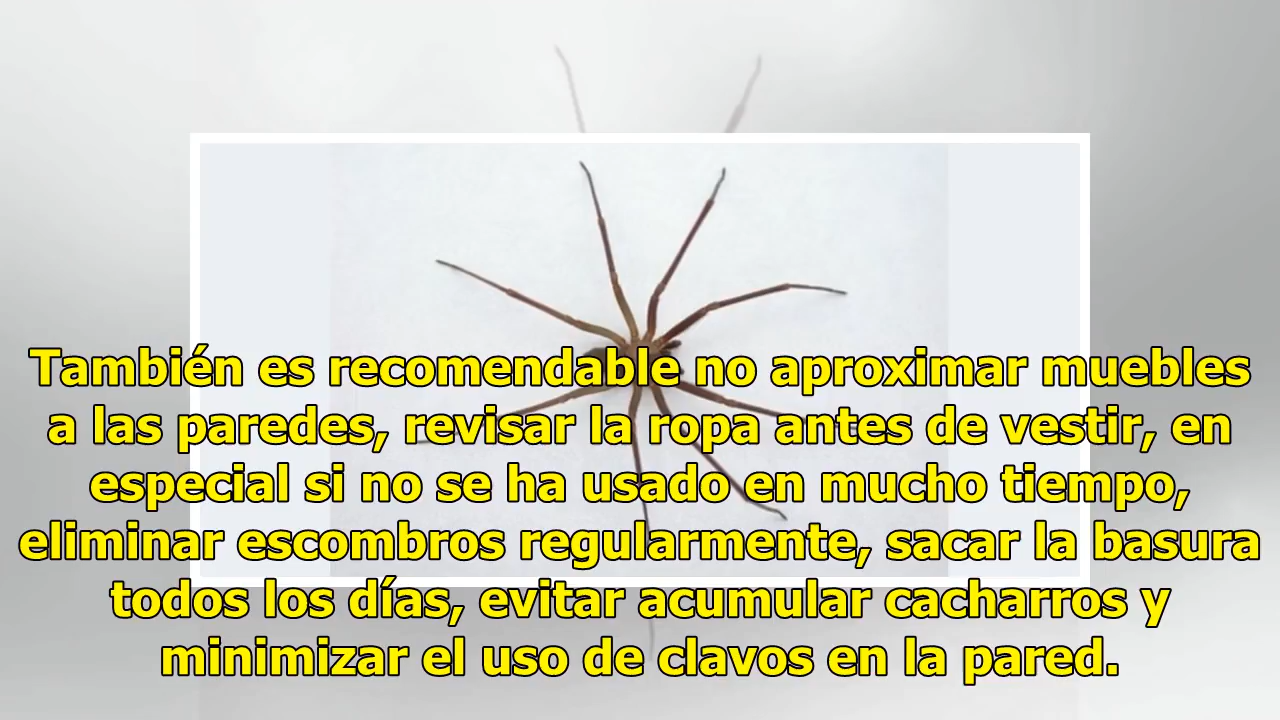 También es recomendable no aproximar muebles
a las paredes, revisar la ropa antes de vestir, en
especial si no se ha usado en mucho tiempo,
eliminar escombros regularmente, sacar la basura
todos los días, evitar acumular cacharros y
minimizar el uso de clavos en la pared.